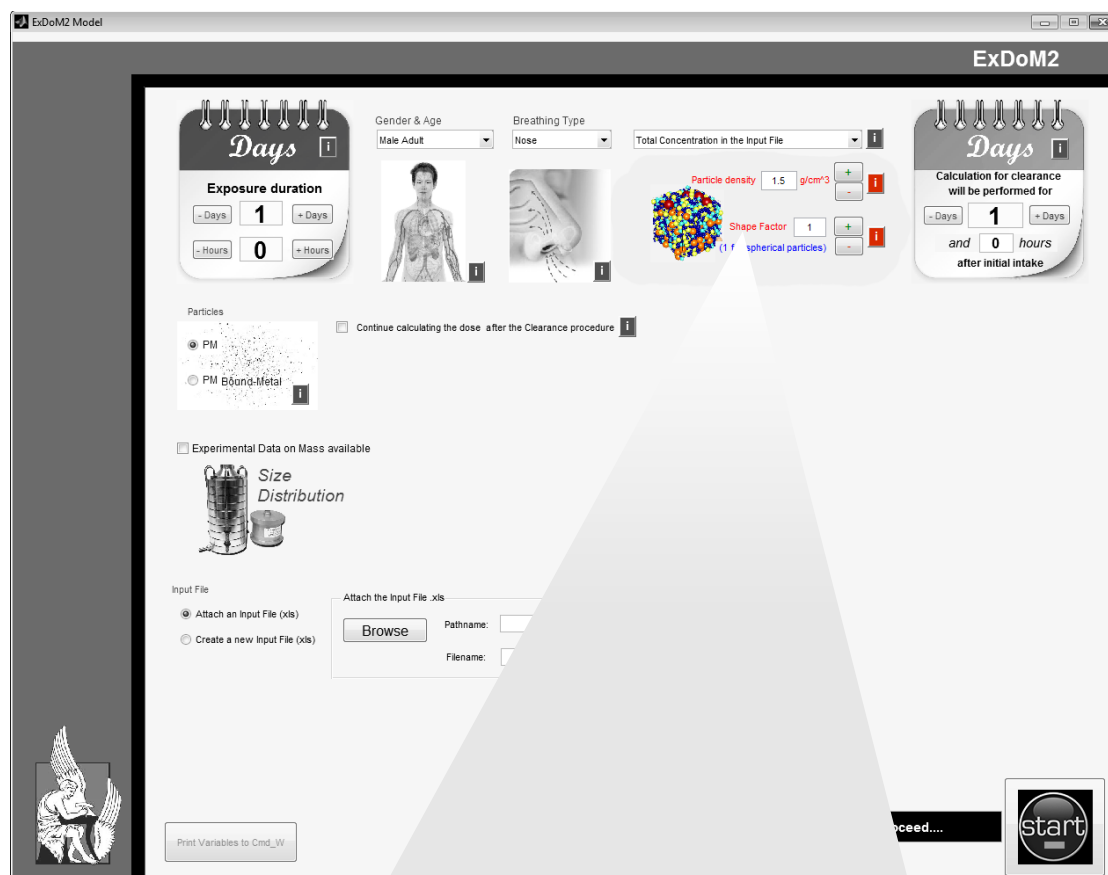 ExDoM2 Model
ExDoM2
Days
i
Exposure duration
- Days
1
+ Days
- Hours
0
+ Hours
Gender & Age
Male Adult
i
Breathing Type
Nose
i
Total Concentration in the Input File
i
Particle density
1.5
g/cm^3
+
-
i
Shape Factor
1
+
-
i
(1 f spherical particles)
Days
i
Calculation for clearance
will be performed for
- Days
1
+ Days
and 0 hours
after initial intake
Particles
PM
PM Bound-Metal
i
Continue calculating the dose after the Clearance procedure
i
Experimental Data on Mass available
Size
Distribution
Input File
Attach an Input File (xls)
Create a new Input File (xls)
Attach the Input File .xls
Browse
Pathname:
Filename:
Print Variables to Cmd_W
oceed....
start